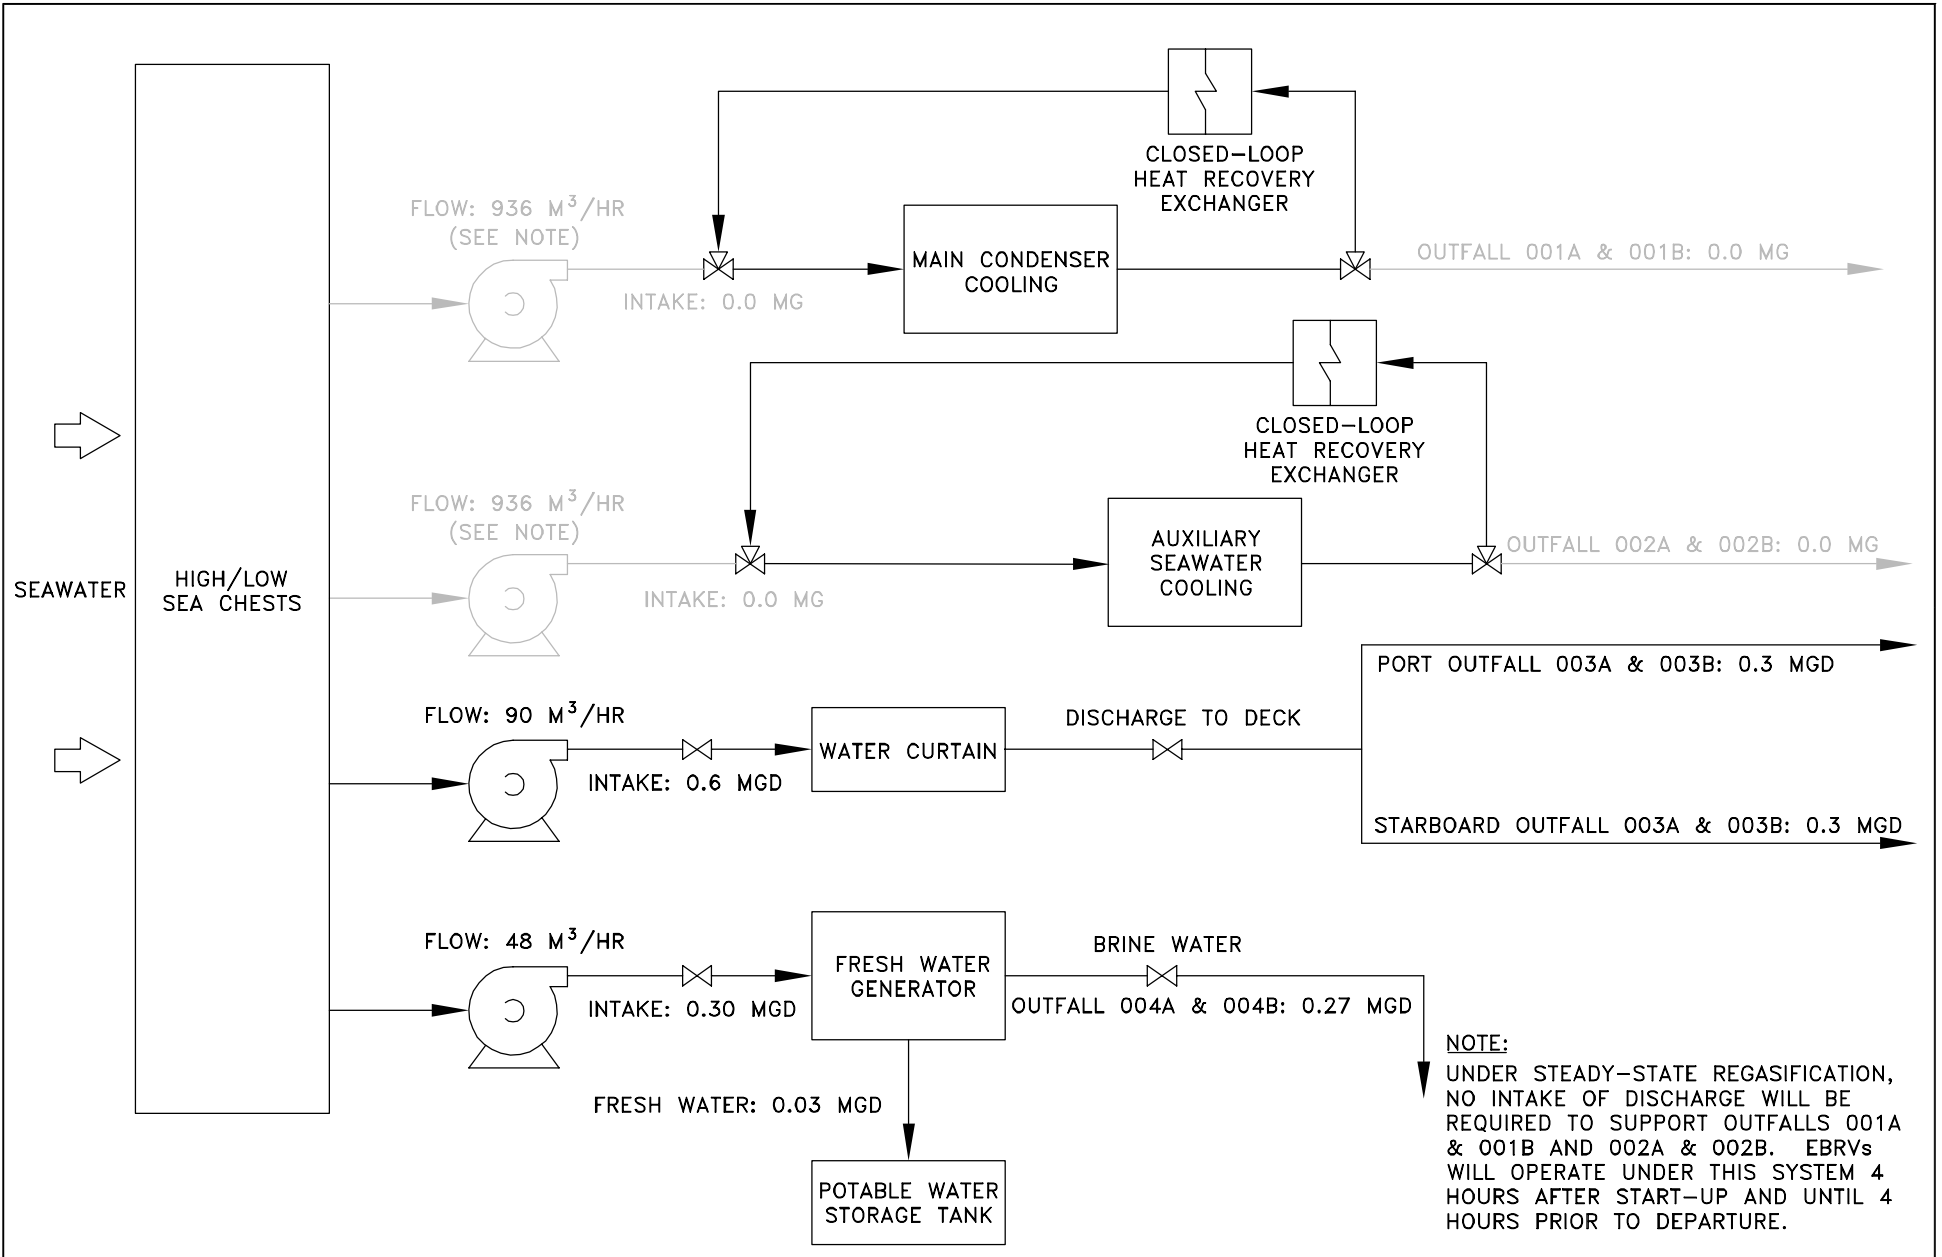 CLOSED-LOOP
HEAT RECOVERY
EXCHANGER
FLOW: 936 M³/HR
(SEE NOTE)
INTAKE: 0.0 MG
MAIN CONDENSER
COOLING
OUTFALL 001A & 001B: 0.0 MG
CLOSED-LOOP
HEAT RECOVERY
EXCHANGER
FLOW: 936 M³/HR
(SEE NOTE)
INTAKE: 0.0 MG
AUXILIARY
SEAWATER
COOLING
OUTFALL 002A & 002B: 0.0 MG
SEAWATER
HIGH/LOW
SEA CHESTS
FLOW: 90 M³/HR
INTAKE: 0.6 MGD
WATER CURTAIN
DISCHARGE TO DECK
PORT OUTFALL 003A & 003B: 0.3 MGD
STARBOARD OUTFALL 003A & 003B: 0.3 MGD
FLOW: 48 M³/HR
INTAKE: 0.30 MGD
FRESH WATER
GENERATOR
BRINE WATER
OUTFALL 004A & 004B: 0.27 MGD
FRESH WATER: 0.03 MGD
POTABLE WATER
STORAGE TANK
NOTE:
UNDER STEADY-STATE REGASIFICATION,
NO INTAKE OF DISCHARGE WILL BE
REQUIRED TO SUPPORT OUTFALLS 001A
& 001B AND 002A & 002B. EBRVs
WILL OPERATE UNDER THIS SYSTEM 4
HOURS AFTER START-UP AND UNTIL 4
HOURS PRIOR TO DEPARTURE.